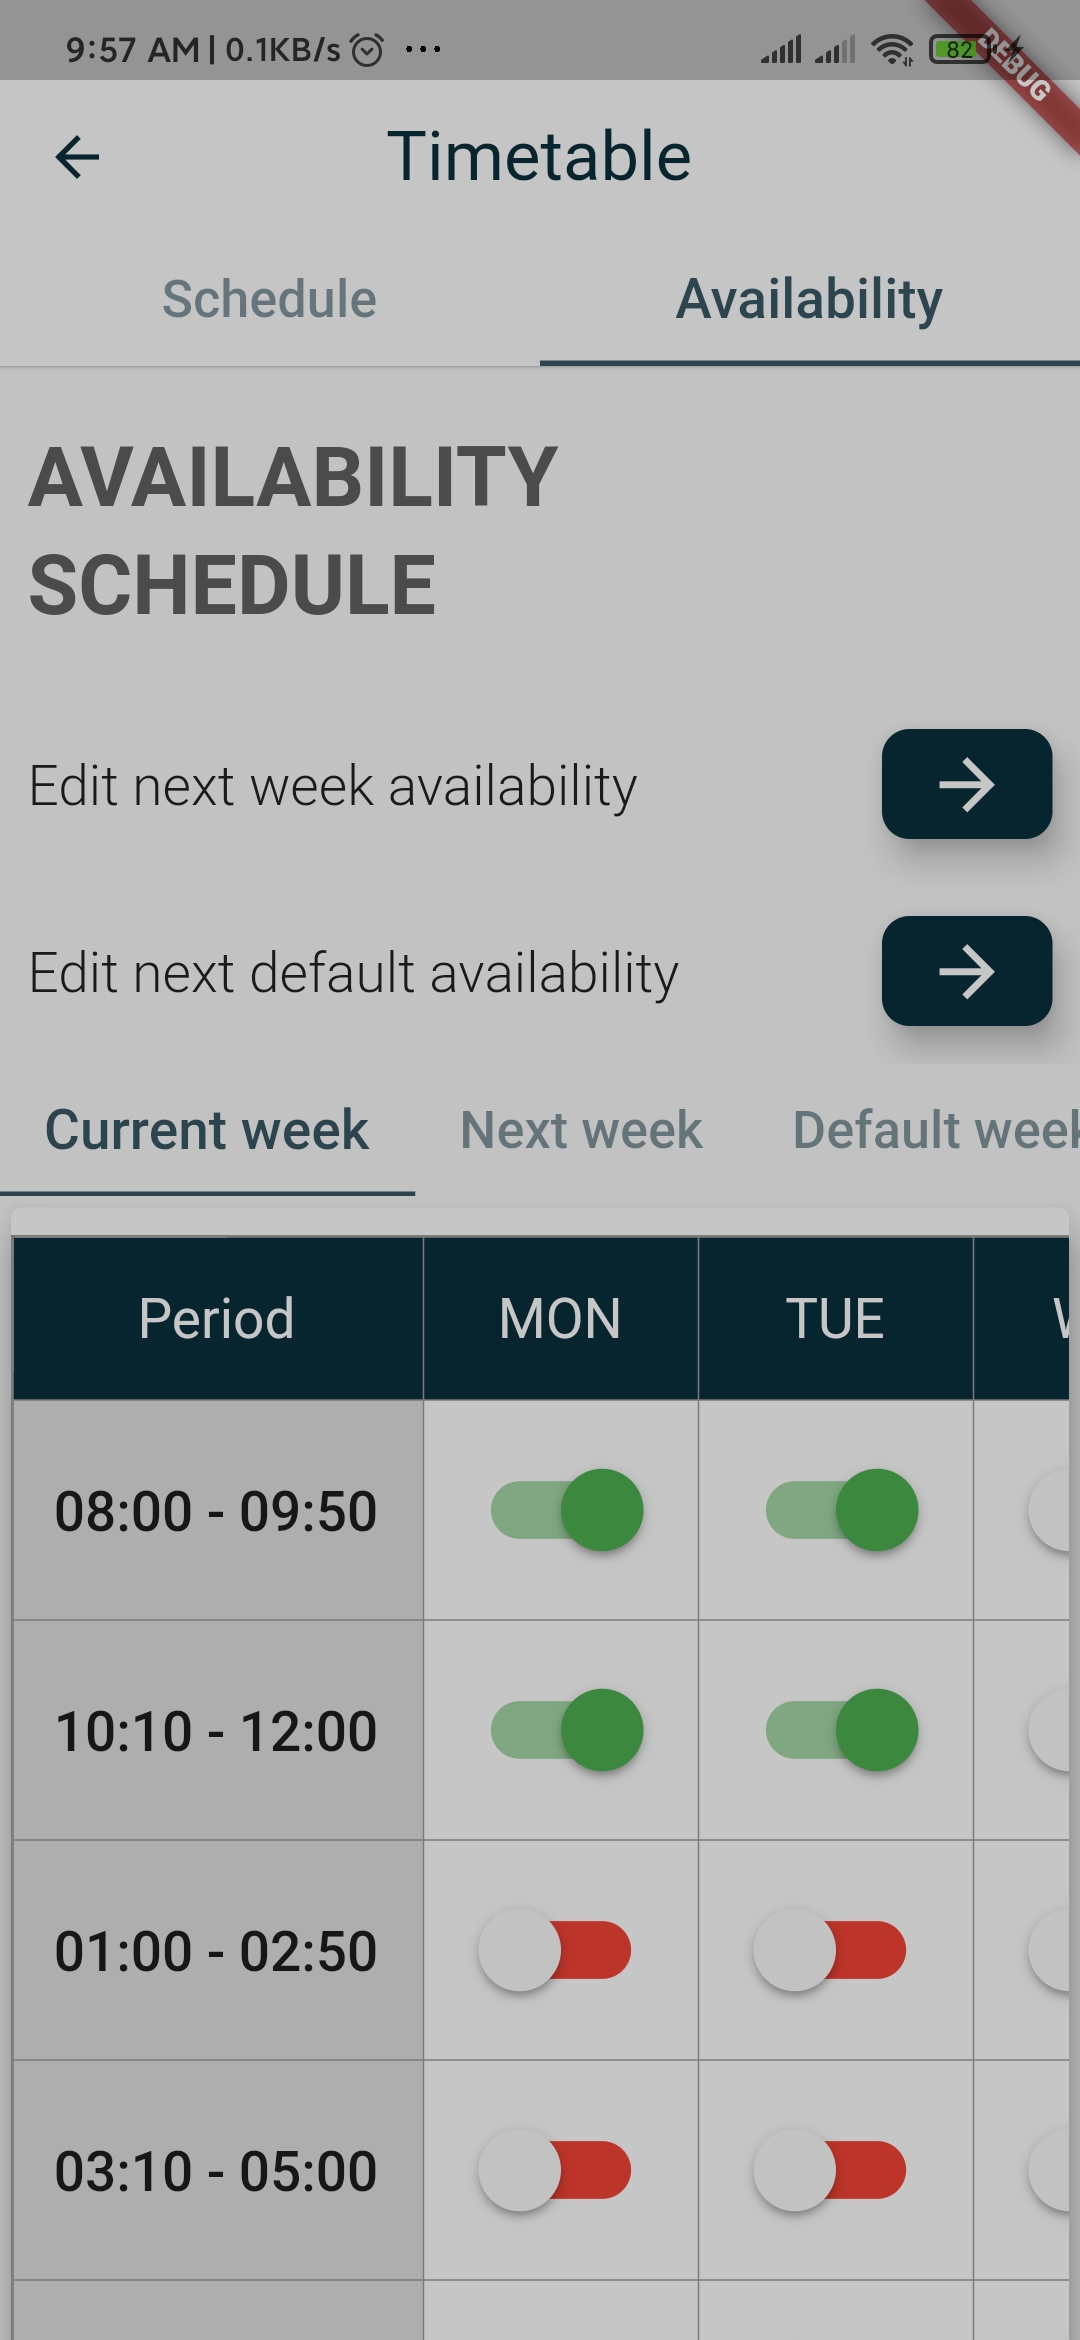 9:57 AM | 0.1KB/s ...
82
DEBUG
Timetable
Schedule Availability
AVAILABILITY
SCHEDULE
Edit next week availability
Edit next default availability
Current week Next week Default week
Period MON TUE
08:00 - 09:50
10:10 - 12:00
01:00 - 02:50
03:10 - 05:00